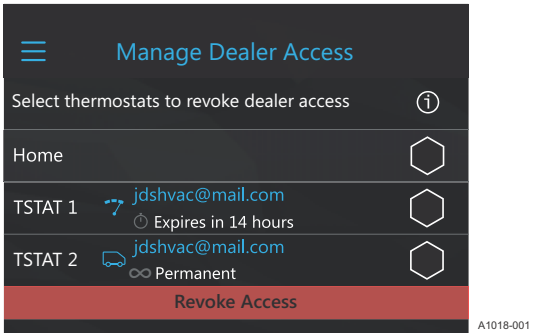 Manage Dealer Access
Select thermostats to revoke dealer access
Home
TSTAT 1
jdshvac@mail.com
Expires in 14 hours
TSTAT 2
jdshvac@mail.com
Permanent
Revoke Access
A1018-001